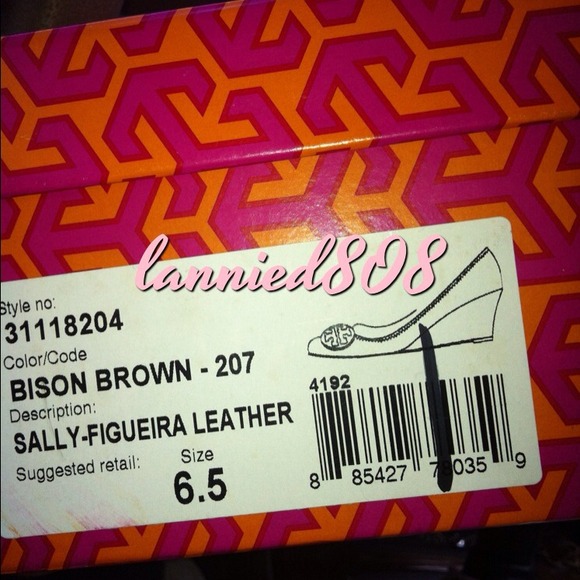 lannied808
Style no:
31118204
Color/Code
BISON BROWN - 207
Description:
SALLY-FIGUEIRA LEATHER
Suggested retail:
Size
6.5
4192
8 85427 035 9